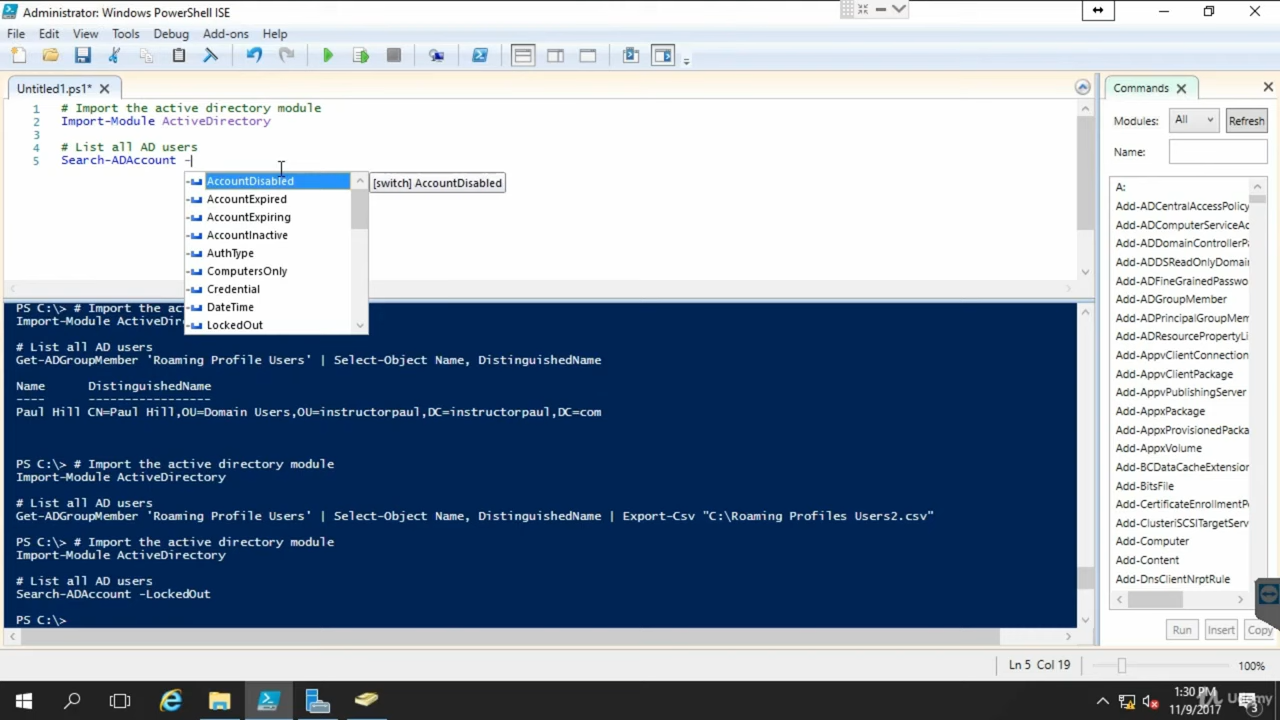 Administrator: Windows PowerShell ISE
File Edit View Tools Debug Add-ons Help
Untitled1.ps1*
1 # Import the active directory module
2 Import-Module ActiveDirectory
3
4 # List all AD users
5 Search-ADAccount -
AccountDisabled
[switch] AccountDisabled
AccountExpired
AccountExpiring
AccountInactive
AuthType
ComputersOnly
Credential
DateTime
LockedOut
PS C:\> # Import the ac
Import-Module ActiveDir
# List all AD users
Get-ADGroupMember 'Roaming Profile Users' | Select-Object Name, DistinguishedName
Name DistinguishedName
---- -----------------
Paul Hill CN=Paul Hill,OU=Domain Users,OU=instructorpaul,DC=instructorpaul,DC=com
PS C:\> # Import the active directory module
Import-Module ActiveDirectory
# List all AD users
Get-ADGroupMember 'Roaming Profile Users' | Select-Object Name, DistinguishedName | Export-Csv "C:\Roaming Profiles Users2.csv"
PS C:\> # Import the active directory module
Import-Module ActiveDirectory
# List all AD users
Search-ADAccount -LockedOut
PS C:\>
Commands
Modules: All Refresh
Name:
A:
Add-ADCentralAccessPolicy
Add-ADComputerServiceAc
Add-ADDomainControllerPa
Add-ADDSReadOnlyDomai
Add-ADFineGrainedPasswo
Add-ADGroupMember
Add-ADPrincipalGroupMem
Add-ADResourcePropertyLi
Add-AppvClientConnection
Add-AppvClientPackage
Add-AppvPublishingServer
Add-AppxPackage
Add-AppxProvisionedPacka
Add-AppxVolume
Add-BCDataCacheExtension
Add-BitsFile
Add-CertificateEnrollmentPo
Add-ClusteriSCSITargetServ
Add-Computer
Add-Content
Add-DnsClientNrptRule
Run Insert Copy
Ln 5 Col 19 100%
1:30 PM
11/9/2017
Udemy
3